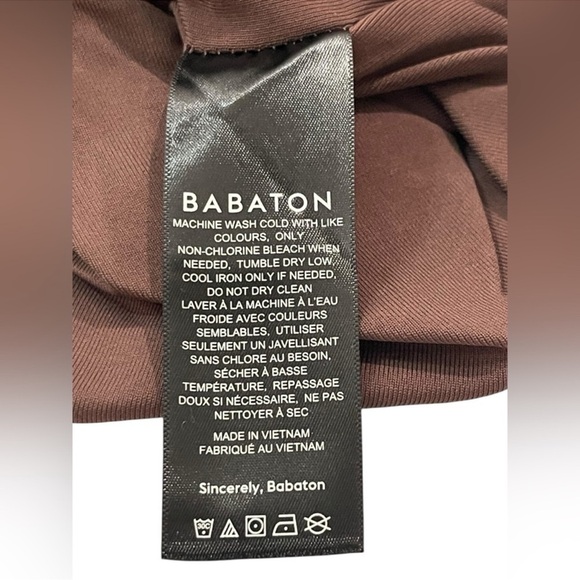 BABATON
MACHINE WASH COLD WITH LIKE
COLOURS, ONLY
NON-CHLORINE BLEACH WHEN
NEEDED, TUMBLE DRY LOW,
COOL IRON ONLY IF NEEDED,
DO NOT DRY CLEAN
LAVER À LA MACHINE À L'EAU
FROIDE AVEC COULEURS
SEMBLABLES, UTILISER
SEULEMENT UN JAVELLISANT
SANS CHLORE AU BESOIN,
SÉCHER À BASSE
TEMPÉRATURE, REPASSAGE
DOUX SI NÉCESSAIRE, NE PAS
NETTOYER À SEC
MADE IN VIETNAM
FABRIQUÉ AU VIETNAM
Sincerely, Babaton
30C